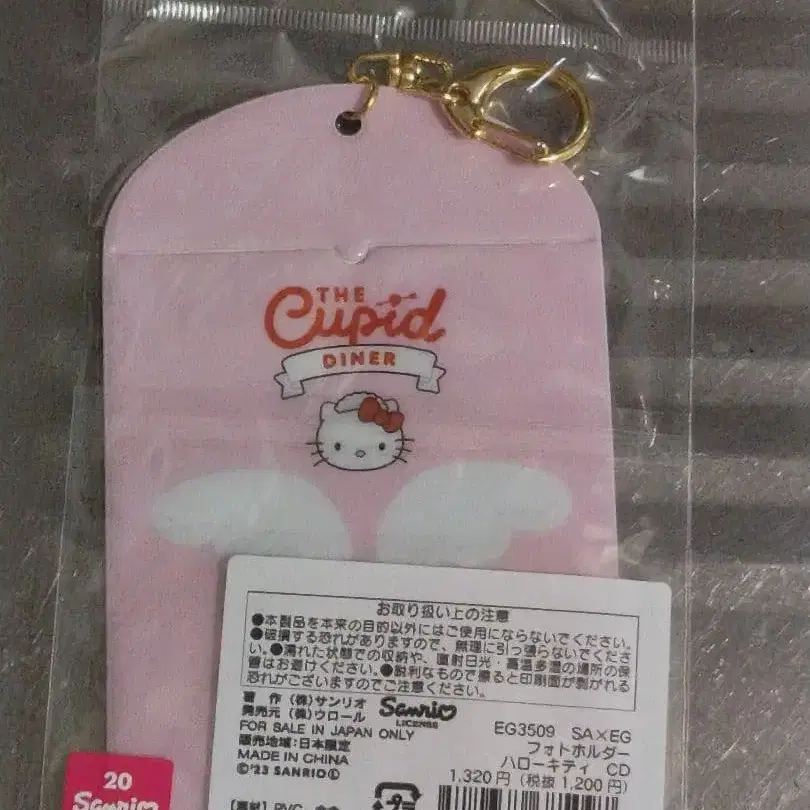 THE
Cupid
DINER
お取り扱い上の注意
●本製品を本来の目的以外にはご使用にならないでください。
●破損する恐れがありますので、無理に引っ張らないでくださ
い。●濡れた状態での収納や、直射日光・高温多湿の場所の保
管はお避けください。●鋭利なもので擦ると印刷面が剥がれる
恐れがございますのでご注意ください。
著 作 (株)サンリオ
発売元 (株)ウロール
Sanrio
LICENSE
FOR SALE IN JAPAN ONLY
販売地域:日本限定
MADE IN CHINA
©'23 SANRIO©
EG3509 SA×EG
フォトホルダー
ハローキティ CD
1,320円 (税抜 1,200円)
20
Sanrio
【素材】PVC